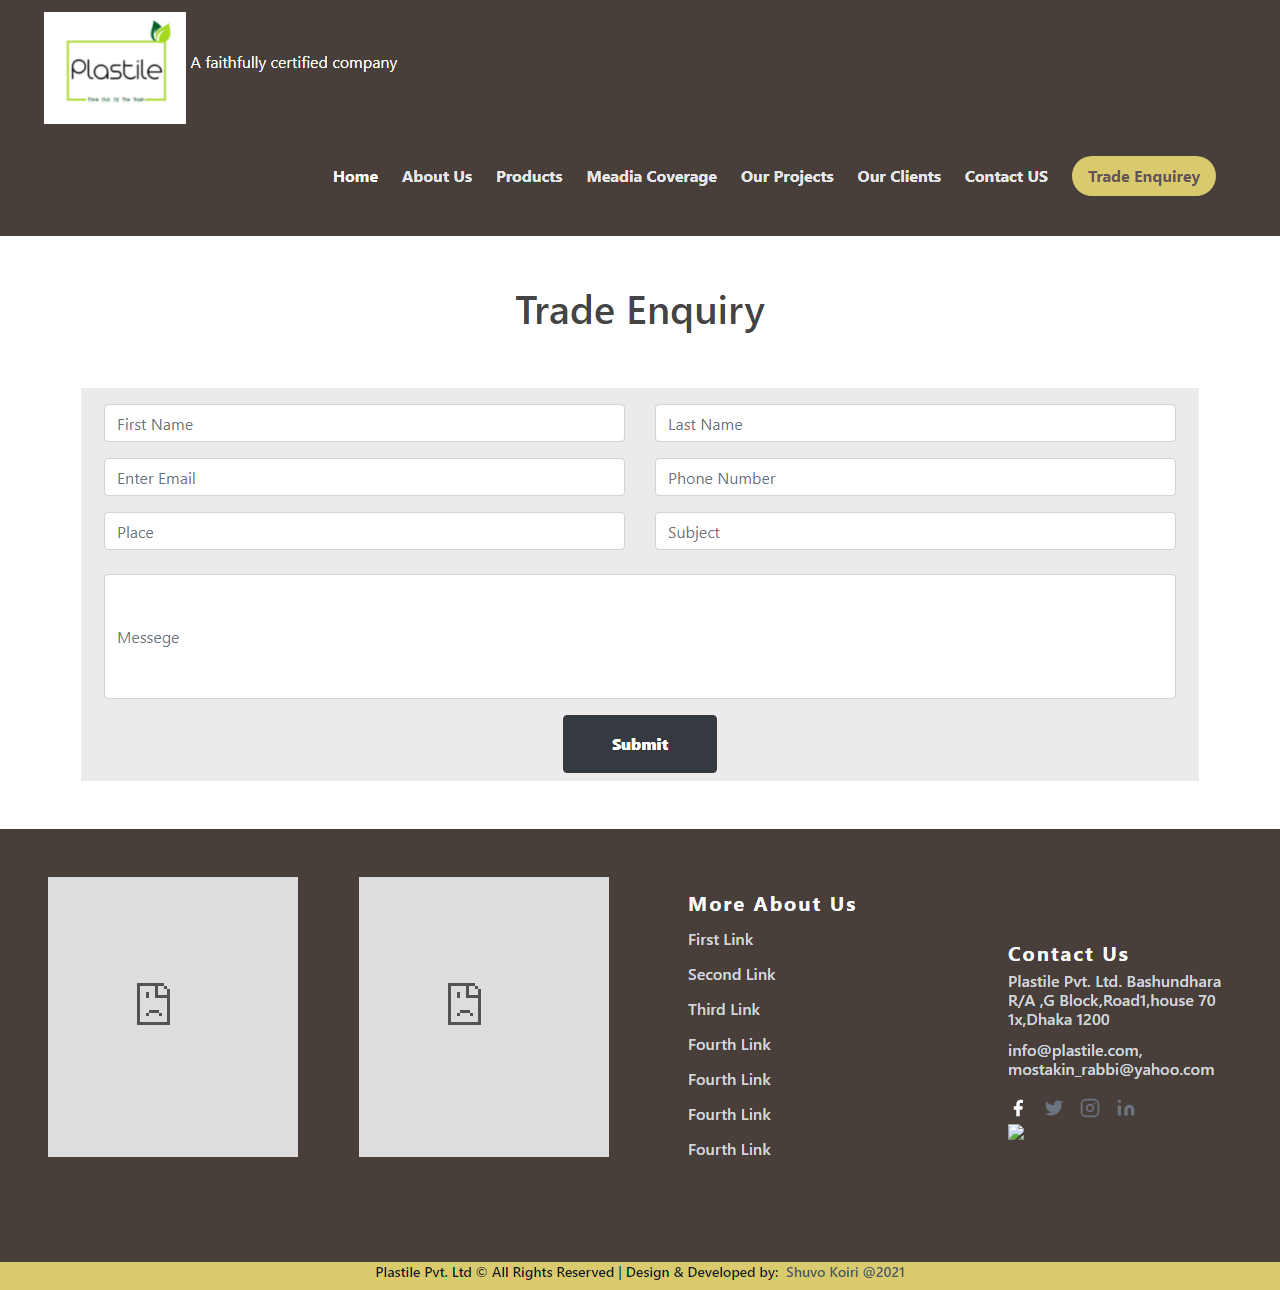 Plastile
Think Out Of The Trash
A faithfully certified company
Home About Us Products Meadia Coverage Our Projects Our Clients Contact US Trade Enquirey
Trade Enquiry
First Name Last Name
Enter Email Phone Number
Place Subject
Messege
Submit
More About Us
First Link
Second Link
Third Link
Fourth Link
Fourth Link
Fourth Link
Fourth Link
Contact Us
Plastile Pvt. Ltd. Bashundhara
R/A ,G Block,Road1,house 70
1x,Dhaka 1200
info@plastile.com,
mostakin_rabbi@yahoo.com
Plastile Pvt. Ltd © All Rights Reserved | Design & Developed by: Shuvo Koiri @2021